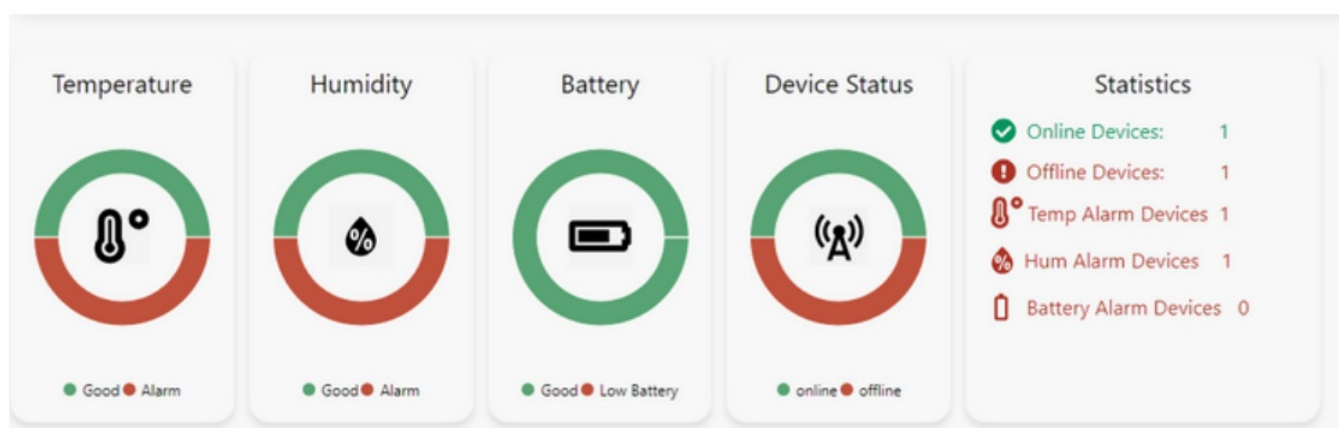 Temperature
Good Alarm
Humidity
%
Good Alarm
Battery
Good Low Battery
Device Status
online offline
Statistics
Online Devices: 1
! Offline Devices: 1
Temp Alarm Devices 1
% Hum Alarm Devices 1
Battery Alarm Devices 0